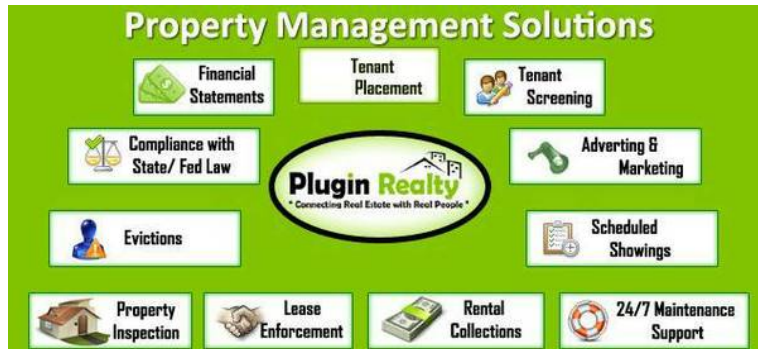 Property Management Solutions
Financial
Statements
Tenant
Placement
Tenant
Screening
Compliance with
State/ Fed Law
Adverting &
Marketing
Plugin Realty
" Connecting Real Estate with Real People "
Evictions
Scheduled
Showings
Property
Inspection
Lease
Enforcement
Rental
Collections
24/7 Maintenance
Support